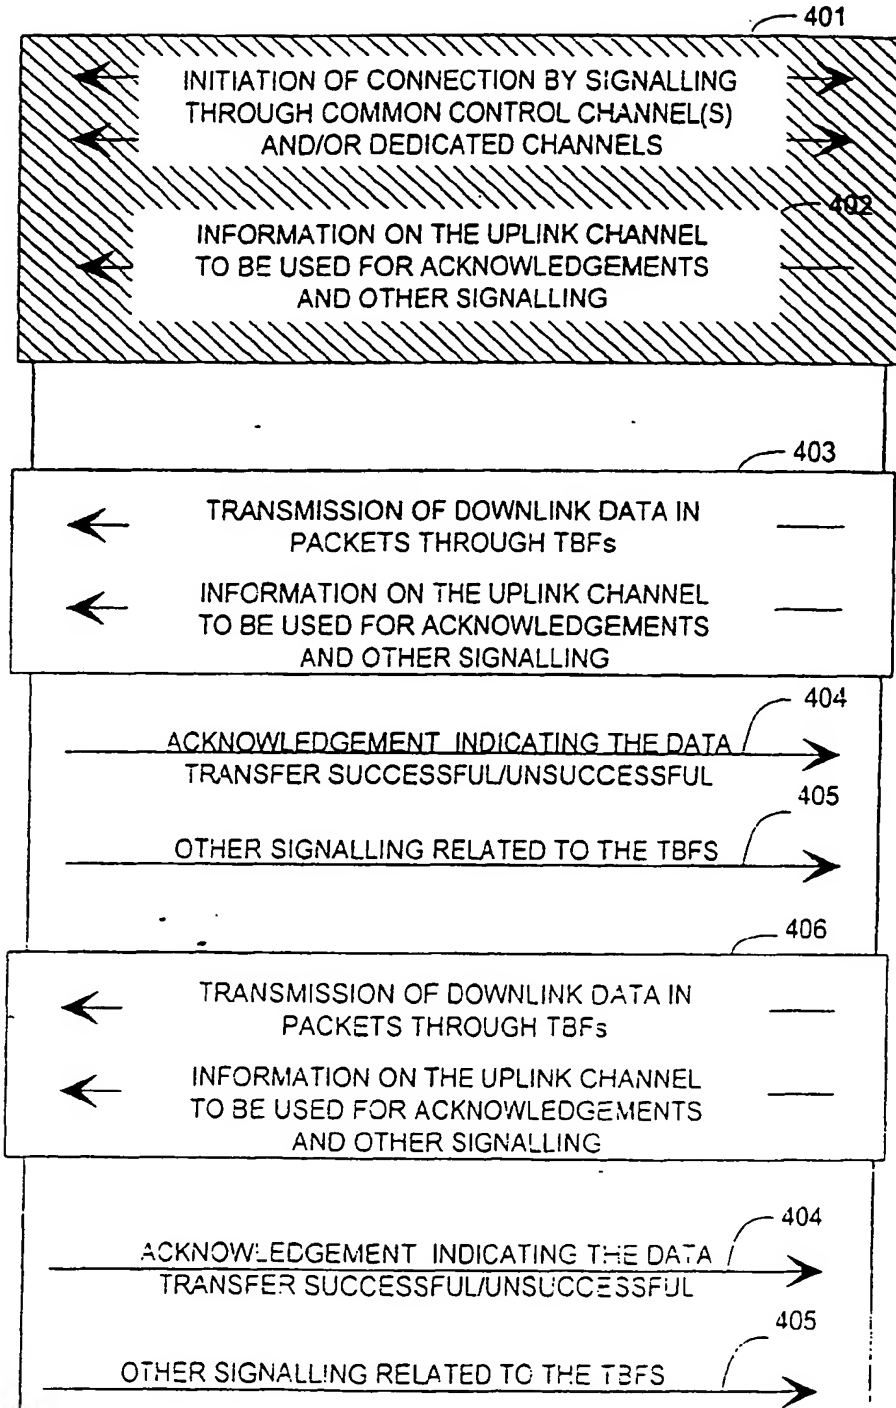 401
INITIATION OF CONNECTION BY SIGNALLING
THROUGH COMMON CONTROL CHANNEL(S)
AND/OR DEDICATED CHANNELS
402
INFORMATION ON THE UPLINK CHANNEL
TO BE USED FOR ACKNOWLEDGEMENTS
AND OTHER SIGNALLING
403
TRANSMISSION OF DOWNLINK DATA IN
PACKETS THROUGH TBFs
INFORMATION ON THE UPLINK CHANNEL
TO BE USED FOR ACKNOWLEDGEMENTS
AND OTHER SIGNALLING
404
ACKNOWLEDGEMENT INDICATING THE DATA
TRANSFER SUCCESSFUL/UNSUCCESSFUL
405
OTHER SIGNALLING RELATED TO THE TBFS
406
TRANSMISSION OF DOWNLINK DATA IN
PACKETS THROUGH TBFs
INFORMATION ON THE UPLINK CHANNEL
TO BE USED FOR ACKNOWLEDGEMENTS
AND OTHER SIGNALLING
404
ACKNOWLEDGEMENT INDICATING THE DATA
TRANSFER SUCCESSFUL/UNSUCCESSFUL
405
OTHER SIGNALLING RELATED TO THE TBFS